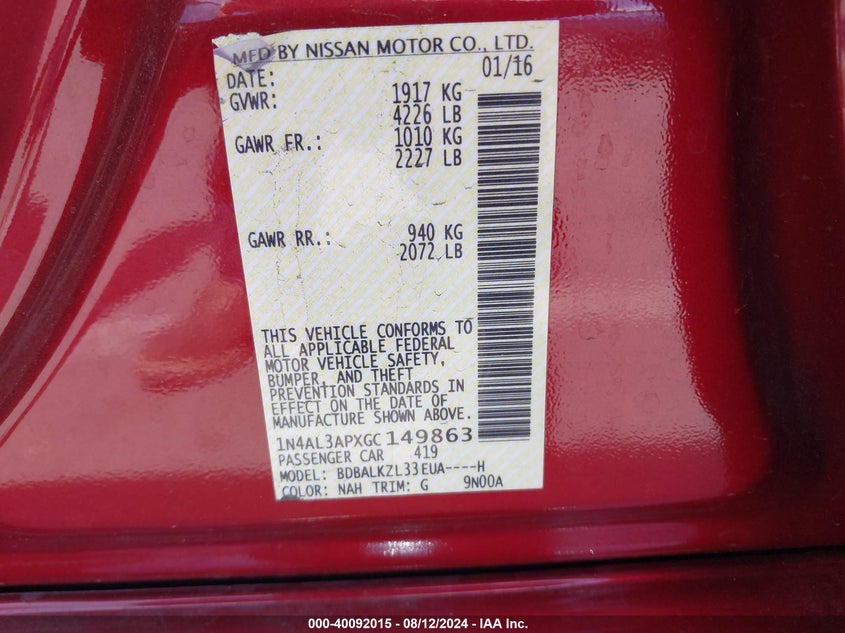 MFD BY NISSAN MOTOR CO., LTD.
DATE: 01/16
GVWR: 1917 KG
4226 LB
GAWR FR.: 1010 KG
2227 LB
GAWR RR.: 940 KG
2072 LB
THIS VEHICLE CONFORMS TO
ALL APPLICABLE FEDERAL
MOTOR VEHICLE SAFETY,
BUMPER, AND THEFT
PREVENTION STANDARDS IN
EFFECT ON THE DATE OF
MANUFACTURE SHOWN ABOVE.
1N4AL3APXGC149863
PASSENGER CAR 419
MODEL: BDBALKZL33EUA----H
COLOR: NAH TRIM: G 9N00A
000-40092015 - 08/12/2024 - IAA Inc.